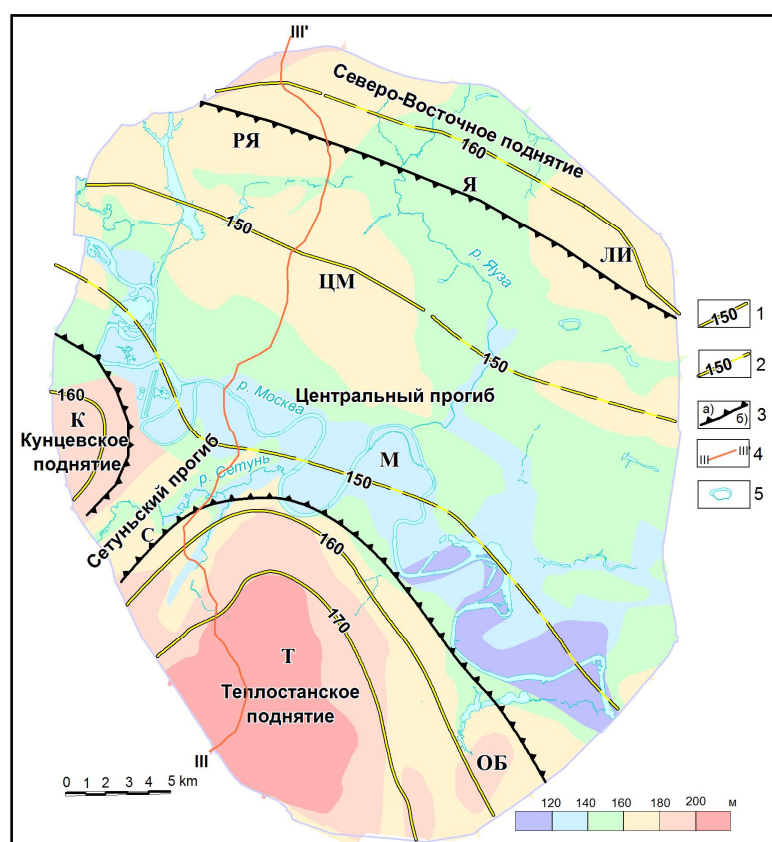 III'
Северо-Восточное поднятие
160
РЯ
Я
ЛИ
150
р. Яуза
ЦМ
150
1
150
150
2
160
К
Кунцевское
поднятие
р. Москва
Центральный прогиб
а)
б)
3
Сетуньский прогиб
р. Сетунь
М
150
III
III'
4
5
С
160
170
Т
Теплостанское
поднятие
III
ОБ
0 1 2 3 4 5 km
120 140 160 180 200 м